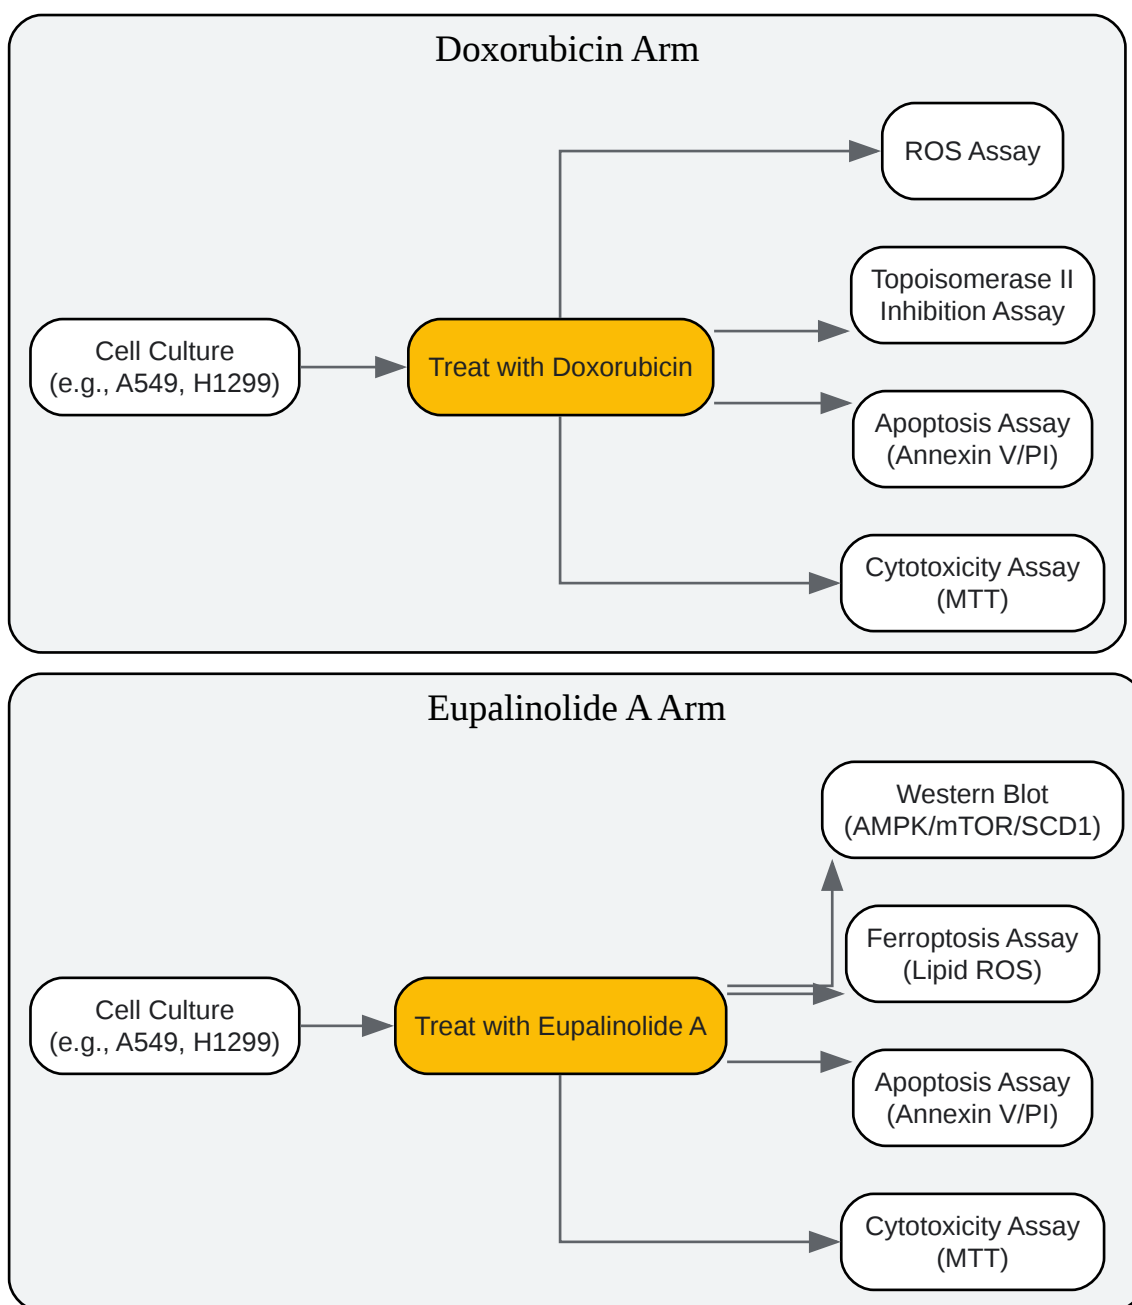 Doxorubicin Arm
ROS Assay
Topoisomerase II
Inhibition Assay
Cell Culture
(e.g., A549, H1299)
Treat with Doxorubicin
Apoptosis Assay
(Annexin V/PI)
Cytotoxicity Assay
(MTT)
Eupalinolide A Arm
Western Blot
(AMPK/mTOR/SCD1)
Ferroptosis Assay
(Lipid ROS)
Cell Culture
(e.g., A549, H1299)
Treat with Eupalinolide A
Apoptosis Assay
(Annexin V/PI)
Cytotoxicity Assay
(MTT)